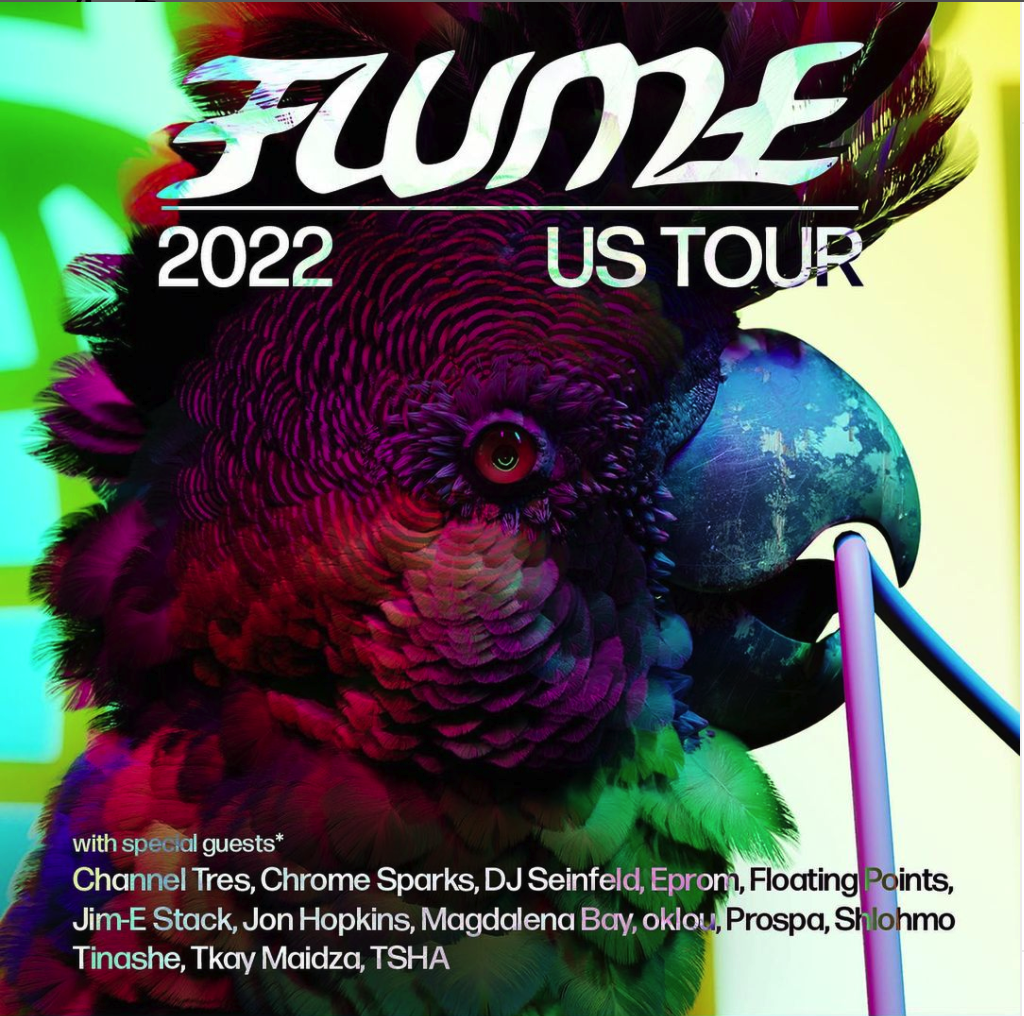 FLUME
2022 US TOUR
with special guests*
Channel Tres, Chrome Sparks, DJ Seinfeld, Eprom, Floating Points,
Jim-E Stack, Jon Hopkins, Magdalena Bay, oklou, Prospa, Shlohmo
Tinashe, Tkay Maidza, TSHA